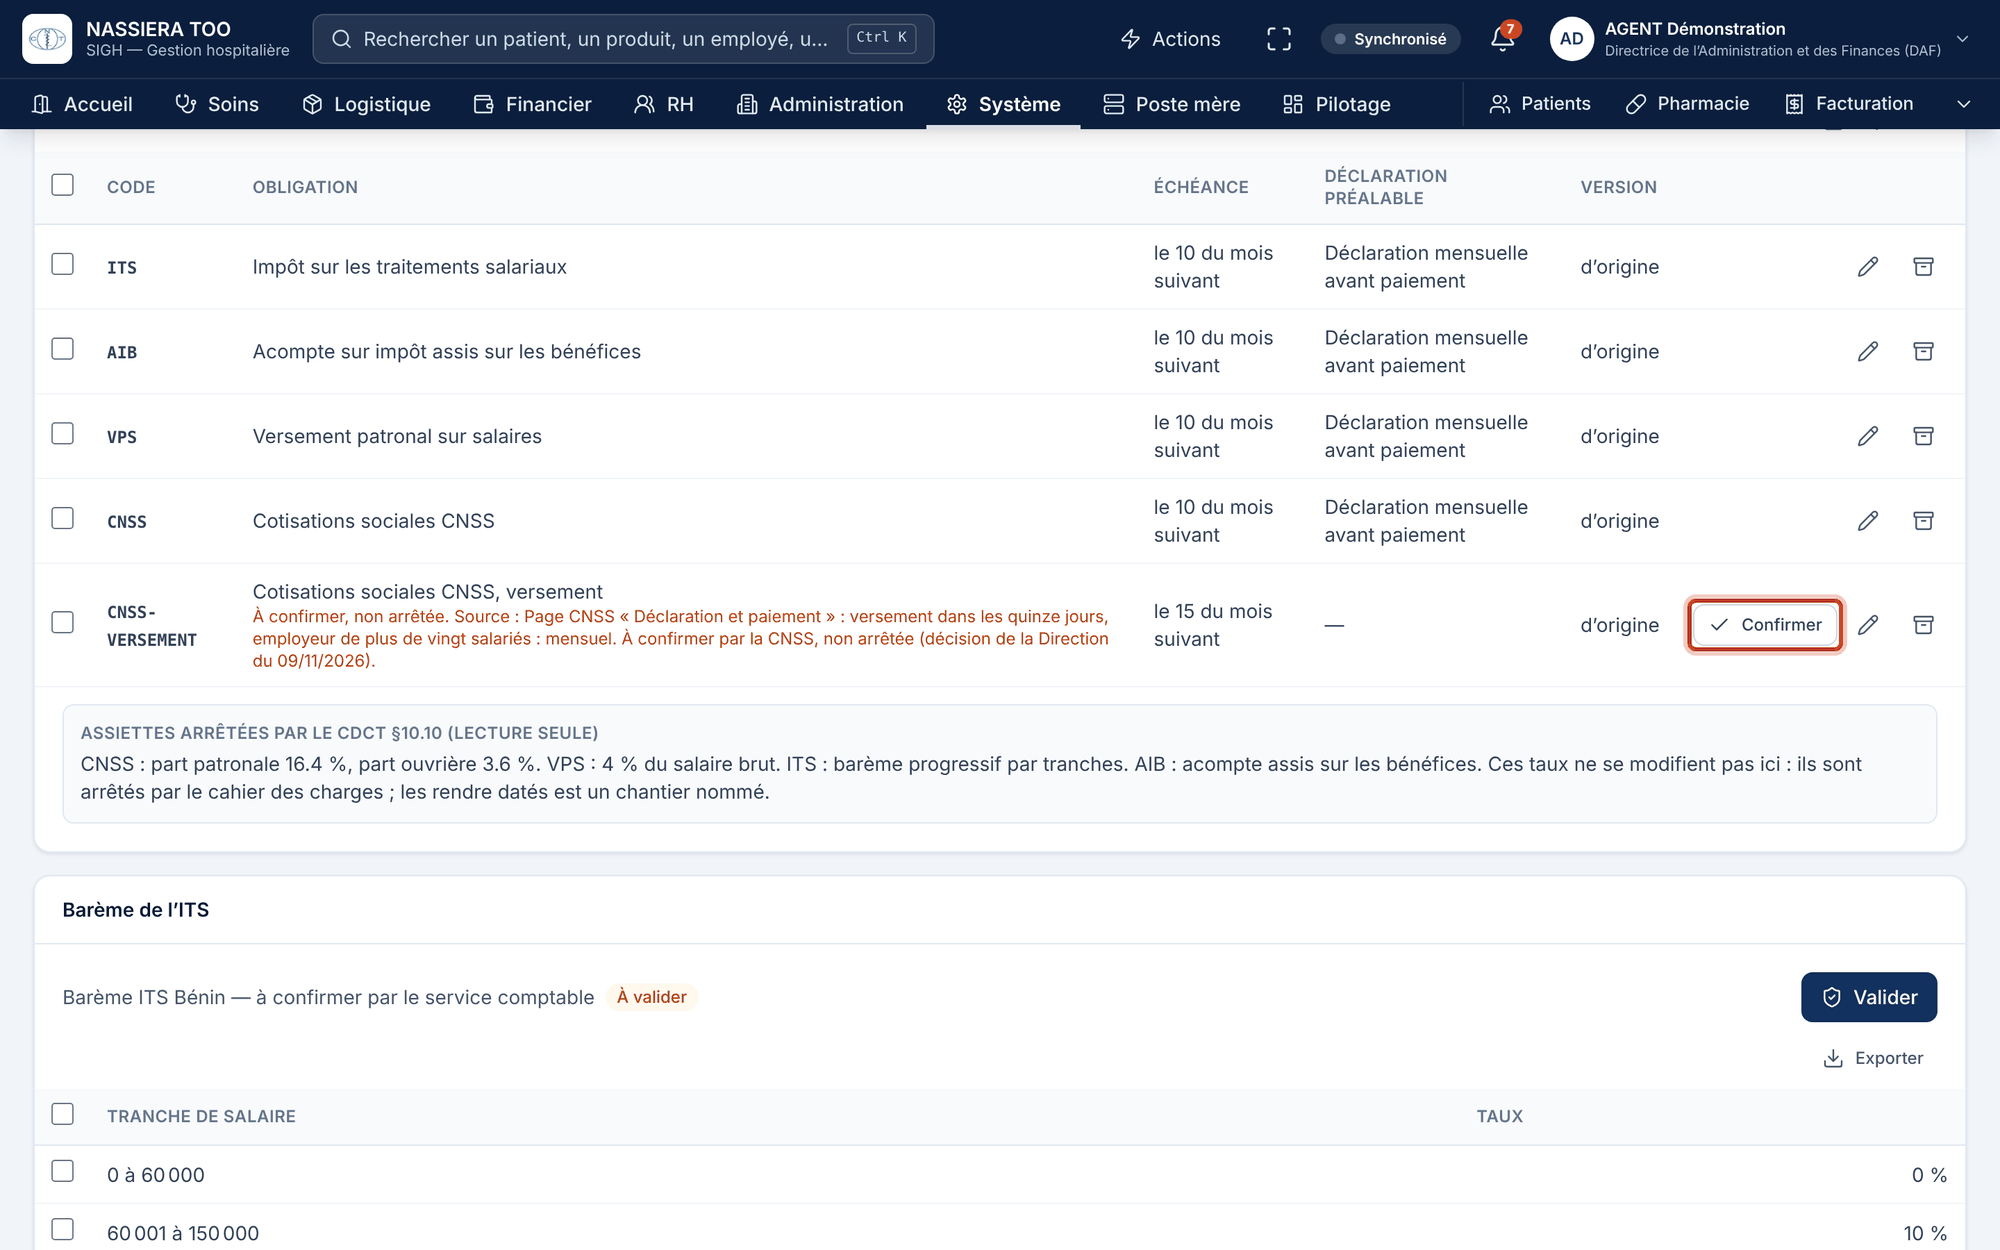 NASSIERA TOO
SIGH — Gestion hospitalière
Rechercher un patient, un produit, un employé, u...
Ctrl K
Actions
Synchronisé
7
AD
AGENT Démonstration
Directrice de l’Administration et des Finances (DAF)
Accueil
Soins
Logistique
Financier
RH
Administration
Système
Poste mère
Pilotage
Patients
Pharmacie
Facturation
CODE
OBLIGATION
ÉCHÉANCE
DÉCLARATION
PRÉALABLE
VERSION
ITS
Impôt sur les traitements salariaux
le 10 du mois
suivant
Déclaration mensuelle
avant paiement
d’origine
AIB
Acompte sur impôt assis sur les bénéfices
le 10 du mois
suivant
Déclaration mensuelle
avant paiement
d’origine
VPS
Versement patronal sur salaires
le 10 du mois
suivant
Déclaration mensuelle
avant paiement
d’origine
CNSS
Cotisations sociales CNSS
le 10 du mois
suivant
Déclaration mensuelle
avant paiement
d’origine
CNSS-
VERSEMENT
Cotisations sociales CNSS, versement
À confirmer, non arrêtée. Source : Page CNSS « Déclaration et paiement » : versement dans les quinze jours,
employeur de plus de vingt salariés : mensuel. À confirmer par la CNSS, non arrêtée (décision de la Direction
du 09/11/2026).
le 15 du mois
suivant
—
d’origine
Confirmer
ASSIETTES ARRÊTÉES PAR LE CDCT §10.10 (LECTURE SEULE)
CNSS : part patronale 16.4 %, part ouvrière 3.6 %. VPS : 4 % du salaire brut. ITS : barème progressif par tranches. AIB : acompte assis sur les bénéfices. Ces taux ne se modifient pas ici : ils sont
arrêtés par le cahier des charges ; les rendre datés est un chantier nommé.
Barème de l’ITS
Barème ITS Bénin — à confirmer par le service comptable
À valider
Valider
Exporter
TRANCHE DE SALAIRE
TAUX
0 à 60 000
0 %
60 001 à 150 000
10 %